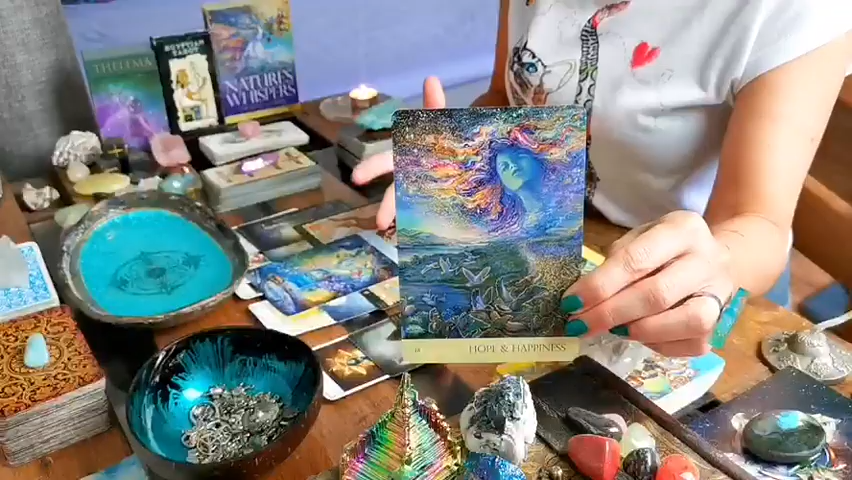 THELEMA
EGYPTIAN
TAROT
NATURE'S
WHISPERS
HOPE & HAPPINESS